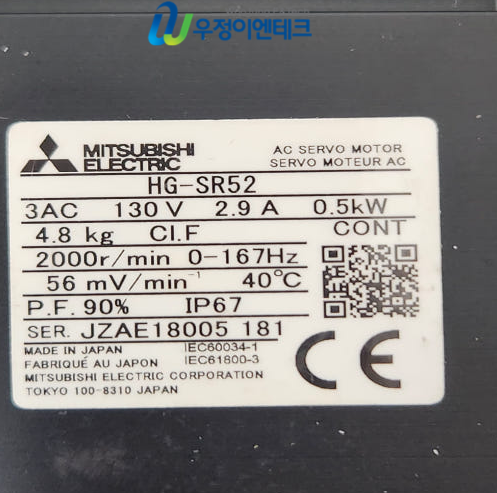 우정이엔테크
MITSUBISHI
ELECTRIC
AC SERVO MOTOR
SERVO MOTEUR AC
HG-SR52
3AC 130 V 2.9 A 0.5kW
4.8 kg CI.F CONT
2000r/min 0-167Hz
56 mV/min⁻¹ 40℃
P.F. 90% IP67
SER. JZAE18005 181
MADE IN JAPAN IEC60034-1
FABRIQUÉ AU JAPON IEC61800-3
MITSUBISHI ELECTRIC CORPORATION
TOKYO 100-8310 JAPAN
CE